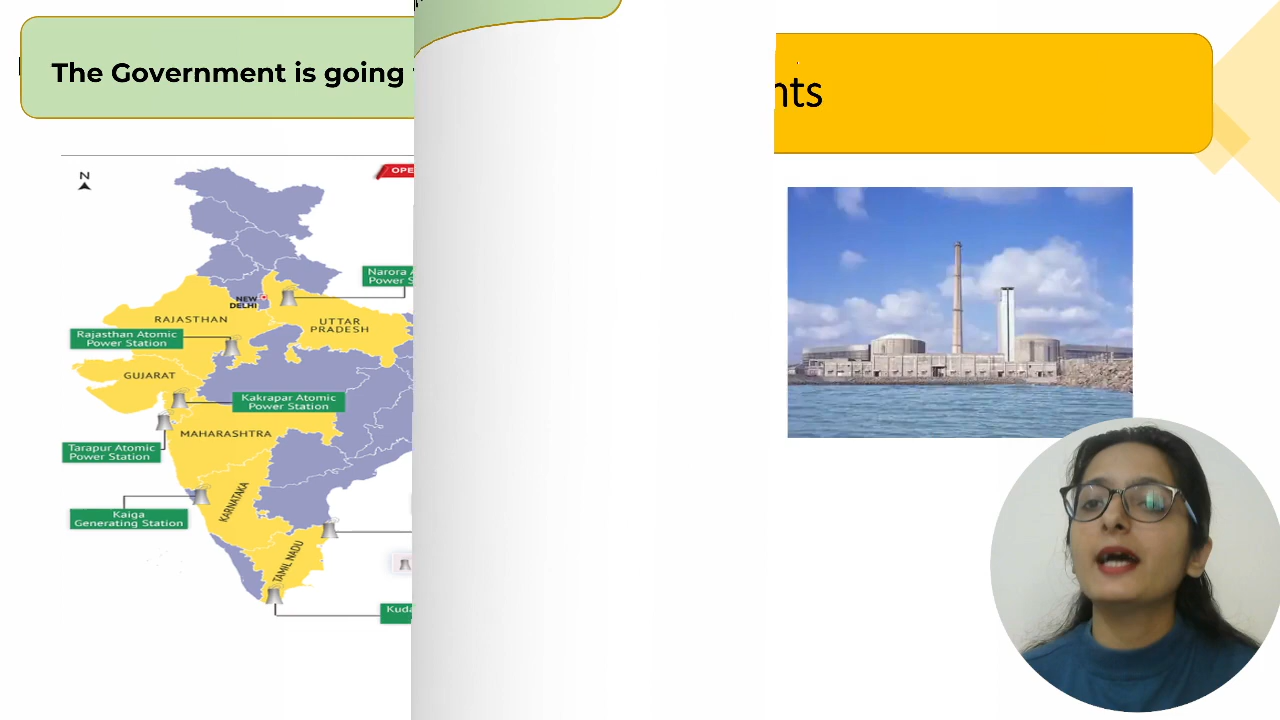 The Government is going
nts
N
OPE
Narora
Power S
NEW
DELHI
RAJASTHAN
UTTAR
PRADESH
Rajasthan Atomic
Power Station
GUJARAT
Kakrapar Atomic
Power Station
MAHARASHTRA
Tarapur Atomic
Power Station
KARNATAKA
Kaiga
Generating Station
TAMIL NADU
Kuda